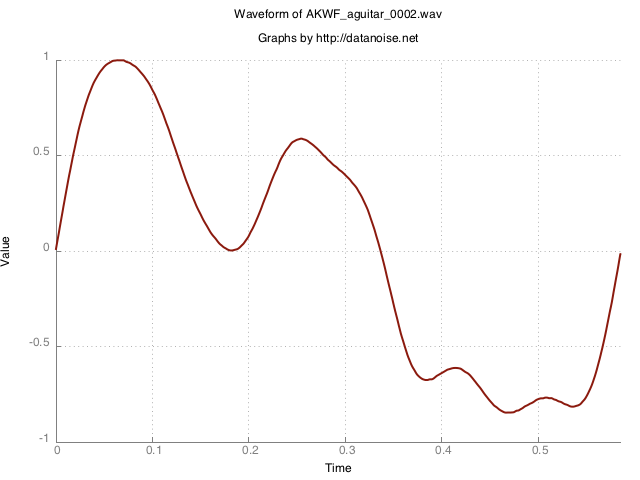 Waveform of AKWF_aguitar_0002.wav
Graphs by http://datanoise.net
1
0.5
0
-0.5
-1
Value
0 0.1 0.2 0.3 0.4 0.5
Time